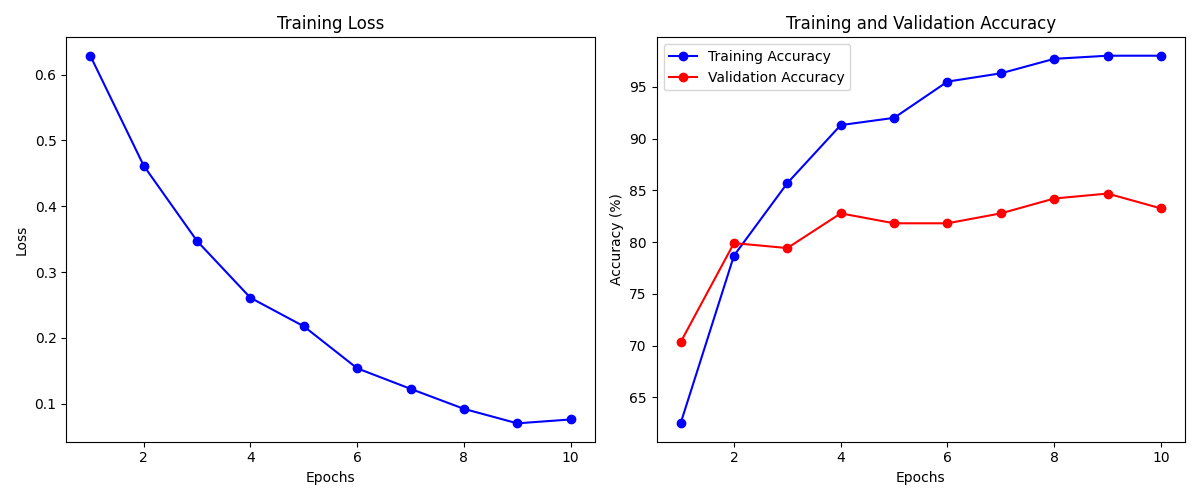 Training Loss
Loss
0.6
0.5
0.4
0.3
0.2
0.1
2 4 6 8 10
Epochs
Training and Validation Accuracy
Training Accuracy
Validation Accuracy
Accuracy (%)
95
90
85
80
75
70
65
2 4 6 8 10
Epochs